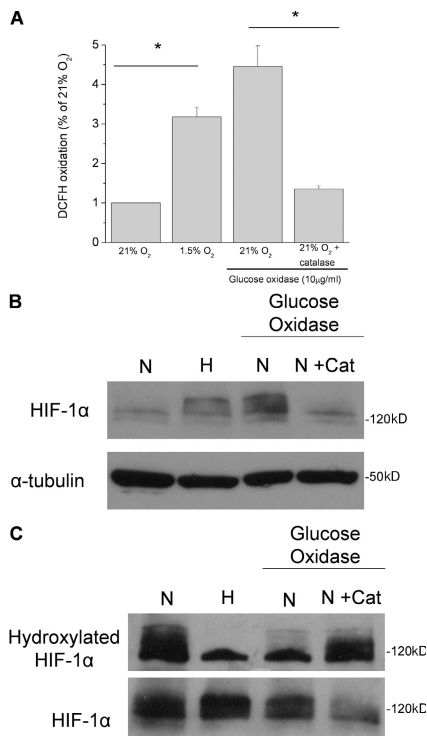 A
*
*
DCFH oxidation (% of 21% O₂)
5
4
3
2
1
0
21% O₂
1.5% O₂
21% O₂
21% O₂ +
catalase
Glucose oxidase (10µg/ml)
B
Glucose
Oxidase
N
H
N
N +Cat
HIF-1α
-120kD
α-tubulin
-50kD
C
Glucose
Oxidase
N
H
N
N +Cat
Hydroxylated
HIF-1α
-120kD
HIF-1α
-120kD